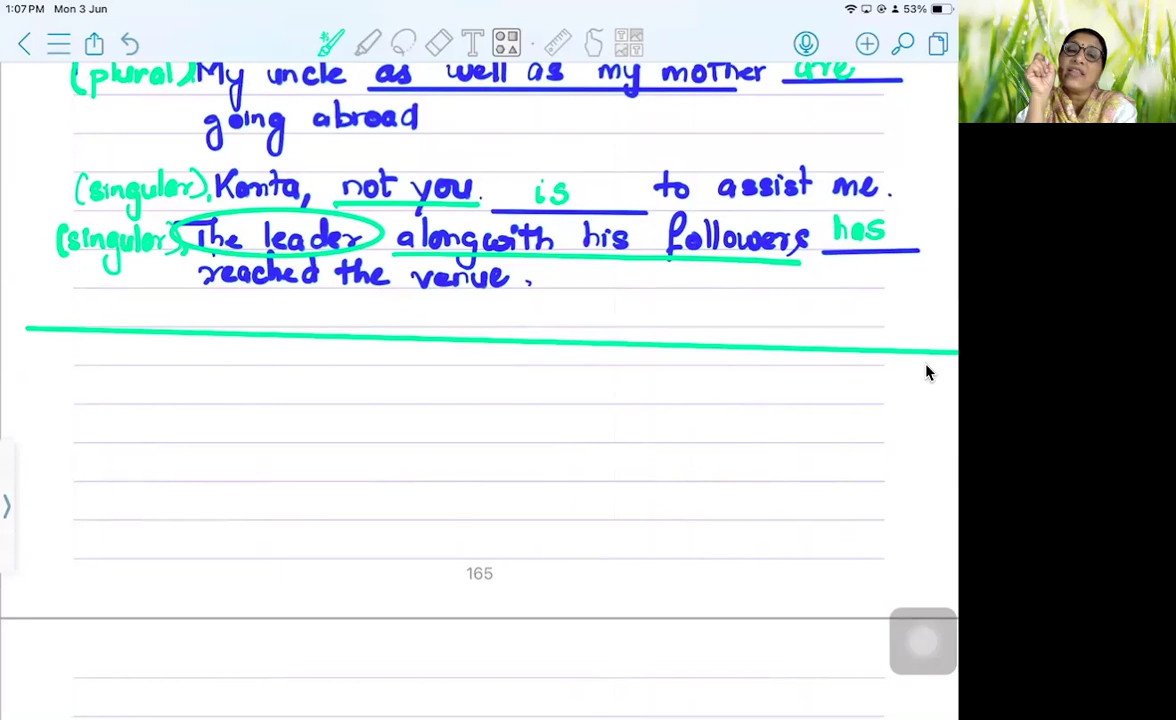 1:07 PM Mon 3 Jun
53%
(plural) My uncle as well as my mother are
going abroad
(singular). Kamta, not you. is to assist me.
(singular). The leader alongwith his followers has
reached the venue.
165